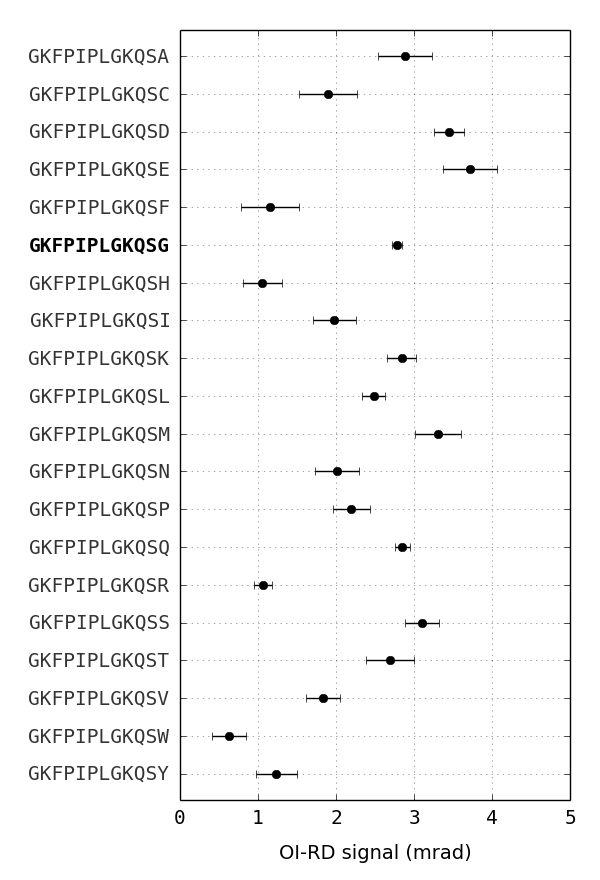 GKFPIPLGKQSA
GKFPIPLGKQSC
GKFPIPLGKQSD
GKFPIPLGKQSE
GKFPIPLGKQSF
GKFPIPLGKQSG
GKFPIPLGKQSH
GKFPIPLGKQSI
GKFPIPLGKQSK
GKFPIPLGKQSL
GKFPIPLGKQSM
GKFPIPLGKQSN
GKFPIPLGKQSP
GKFPIPLGKQSQ
GKFPIPLGKQSR
GKFPIPLGKQSS
GKFPIPLGKQST
GKFPIPLGKQSV
GKFPIPLGKQSW
GKFPIPLGKQSY
0 1 2 3 4 5
OI-RD signal (mrad)